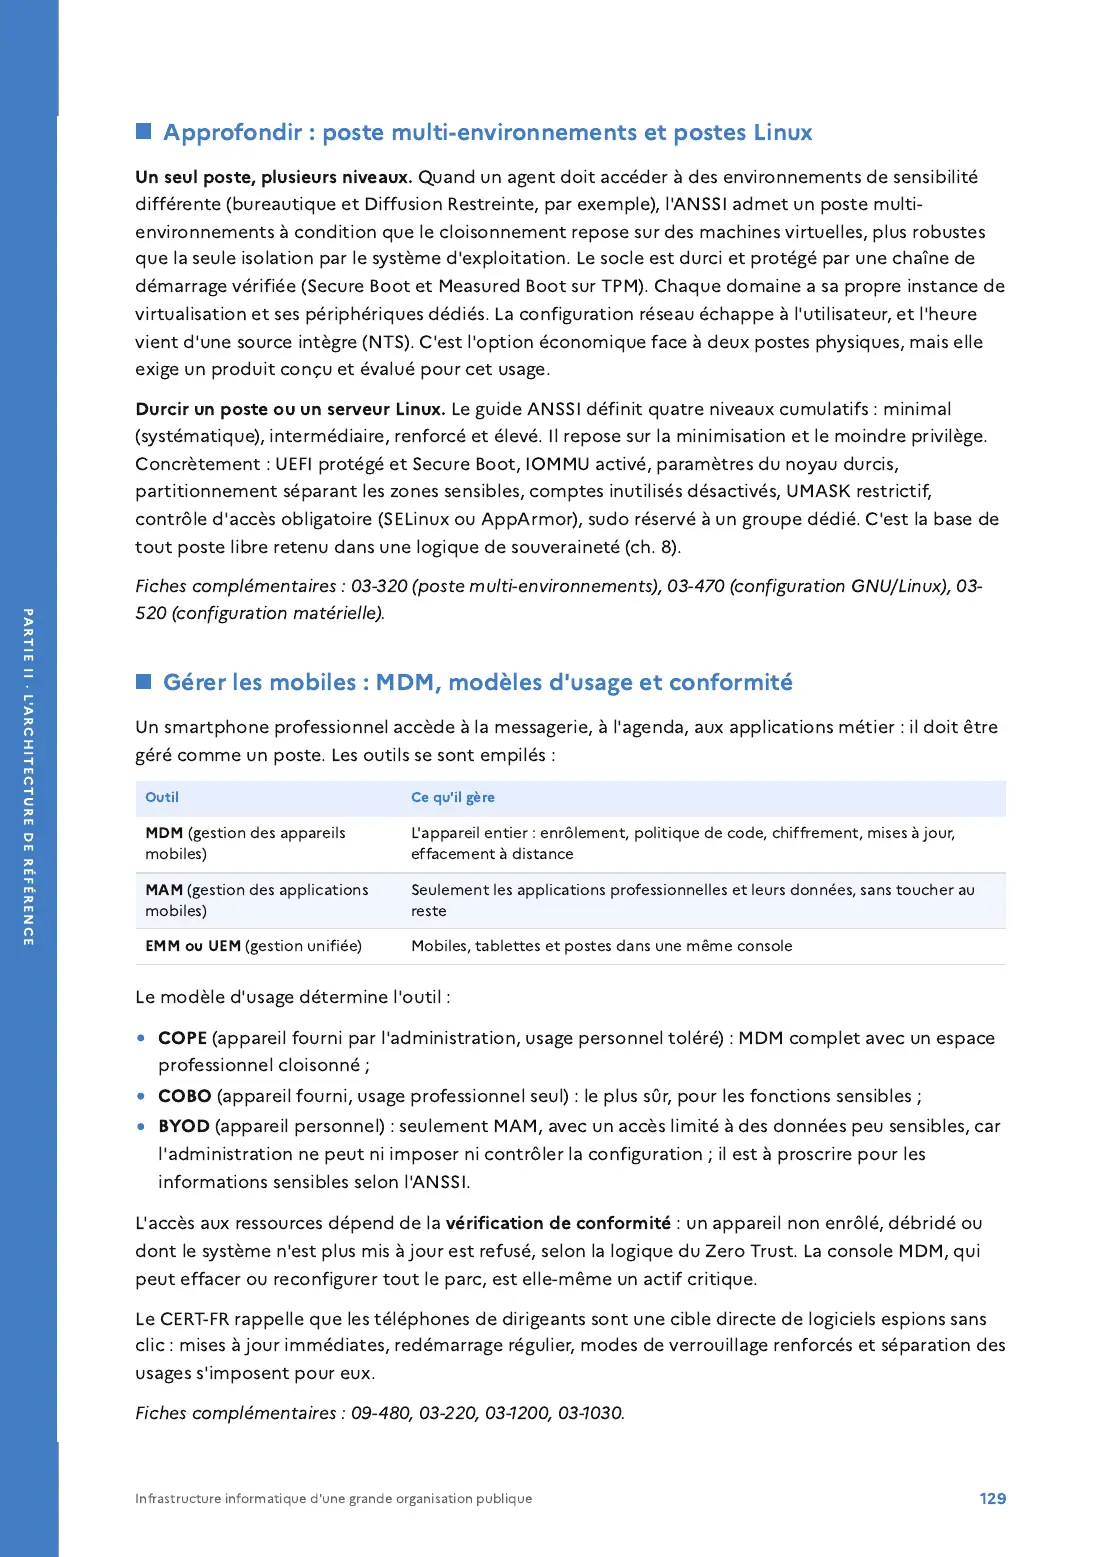 Approfondir : poste multi-environnements et postes Linux
Un seul poste, plusieurs niveaux. Quand un agent doit accéder à des environnements de sensibilité
différente (bureautique et Diffusion Restreinte, par exemple), l'ANSSI admet un poste multi-
environnements à condition que le cloisonnement repose sur des machines virtuelles, plus robustes
que la seule isolation par le système d'exploitation. Le socle est durci et protégé par une chaîne de
démarrage vérifiée (Secure Boot et Measured Boot sur TPM). Chaque domaine a sa propre instance de
virtualisation et ses périphériques dédiés. La configuration réseau échappe à l'utilisateur, et l'heure
vient d'une source intègre (NTS). C'est l'option économique face à deux postes physiques, mais elle
exige un produit conçu et évalué pour cet usage.
Durcir un poste ou un serveur Linux. Le guide ANSSI définit quatre niveaux cumulatifs : minimal
(systématique), intermédiaire, renforcé et élevé. Il repose sur la minimisation et le moindre privilège.
Concrètement : UEFI protégé et Secure Boot, IOMMU activé, paramètres du noyau durcis,
partitionnement séparant les zones sensibles, comptes inutilisés désactivés, UMASK restrictif,
contrôle d'accès obligatoire (SELinux ou AppArmor), sudo réservé à un groupe dédié. C'est la base de
tout poste libre retenu dans une logique de souveraineté (ch. 8).
Fiches complémentaires : 03-320 (poste multi-environnements), 03-470 (configuration GNU/Linux), 03-
520 (configuration matérielle).
Gérer les mobiles : MDM, modèles d'usage et conformité
Un smartphone professionnel accède à la messagerie, à l'agenda, aux applications métier : il doit être
géré comme un poste. Les outils se sont empilés :
Outil Ce qu'il gère
MDM (gestion des appareils L'appareil entier : enrôlement, politique de code, chiffrement, mises à jour,
mobiles) effacement à distance
MAM (gestion des applications Seulement les applications professionnelles et leurs données, sans toucher au
mobiles) reste
EMM ou UEM (gestion unifiée) Mobiles, tablettes et postes dans une même console
Le modèle d'usage détermine l'outil :
• COPE (appareil fourni par l'administration, usage personnel toléré) : MDM complet avec un espace
professionnel cloisonné ;
• COBO (appareil fourni, usage professionnel seul) : le plus sûr, pour les fonctions sensibles ;
• BYOD (appareil personnel) : seulement MAM, avec un accès limité à des données peu sensibles, car
l'administration ne peut ni imposer ni contrôler la configuration ; il est à proscrire pour les
informations sensibles selon l'ANSSI.
L'accès aux ressources dépend de la vérification de conformité : un appareil non enrôlé, débridé ou
dont le système n'est plus mis à jour est refusé, selon la logique du Zero Trust. La console MDM, qui
peut effacer ou reconfigurer tout le parc, est elle-même un actif critique.
Le CERT-FR rappelle que les téléphones de dirigeants sont une cible directe de logiciels espions sans
clic : mises à jour immédiates, redémarrage régulier, modes de verrouillage renforcés et séparation des
usages s'imposent pour eux.
Fiches complémentaires : 09-480, 03-220, 03-1200, 03-1030.
PARTIE II · L'ARCHITECTURE DE RÉFÉRENCE
Infrastructure informatique d'une grande organisation publique 129